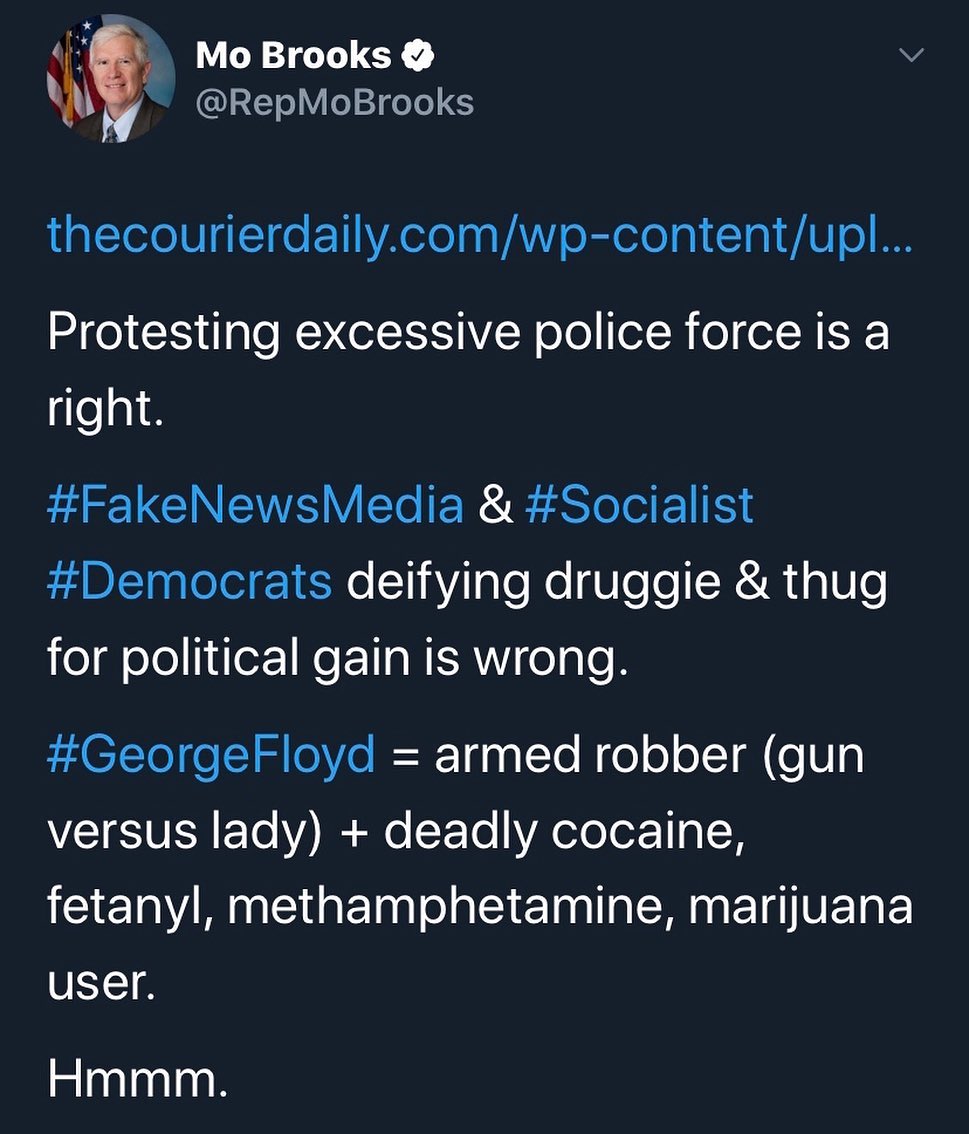 Mo Brooks
@RepMoBrooks
thecourierdaily.com/wp-content/upl...
Protesting excessive police force is a
right.
#FakeNewsMedia & #Socialist
#Democrats deifying druggie & thug
for political gain is wrong.
#GeorgeFloyd = armed robber (gun
versus lady) + deadly cocaine,
fetanyl, methamphetamine, marijuana
user.
Hmmm.